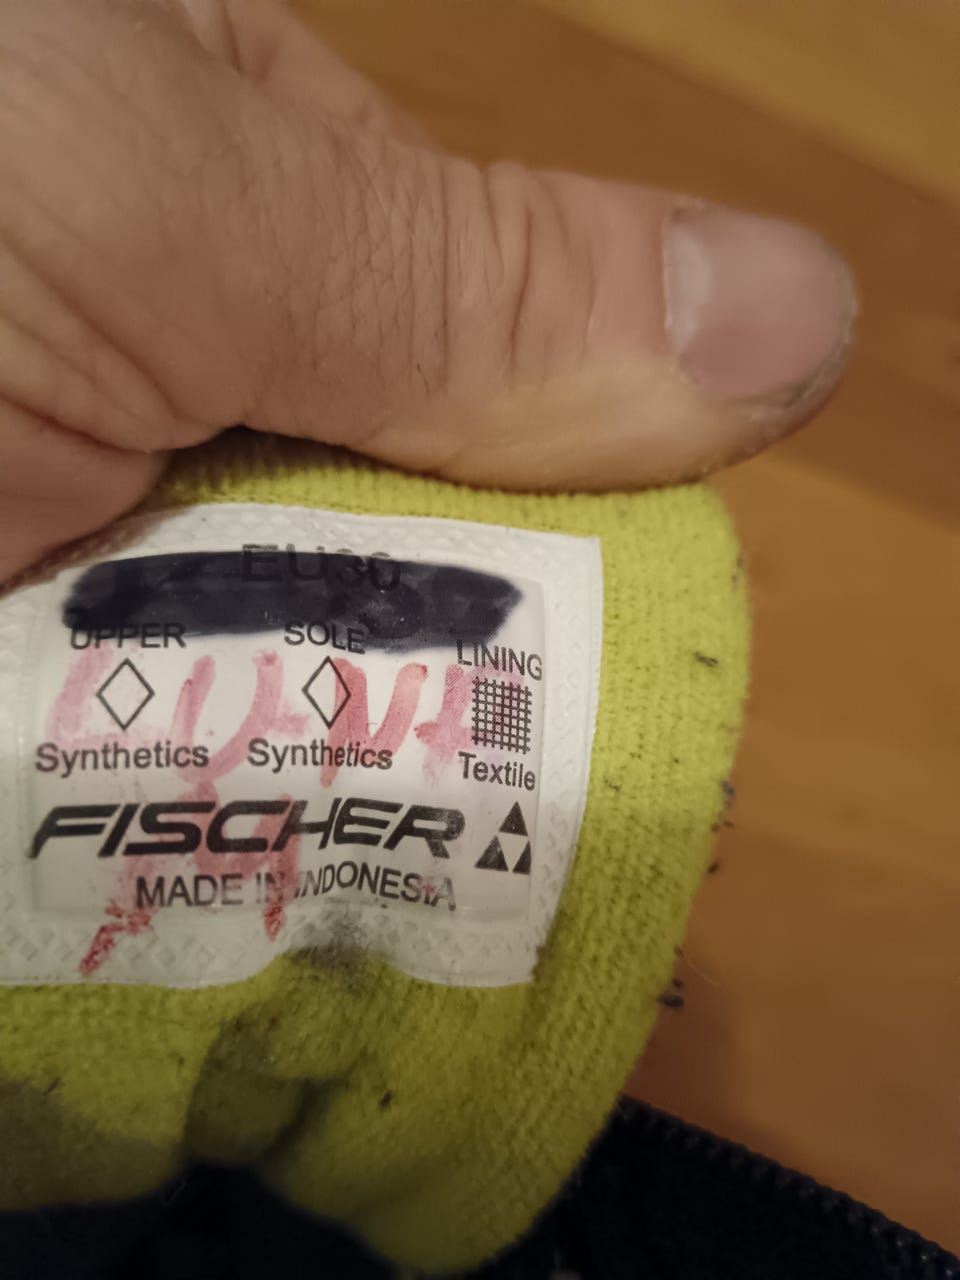 EU30
UPPER SOLE LINING
Synthetics Synthetics Textile
FISCHER
MADE IN INDONESIA